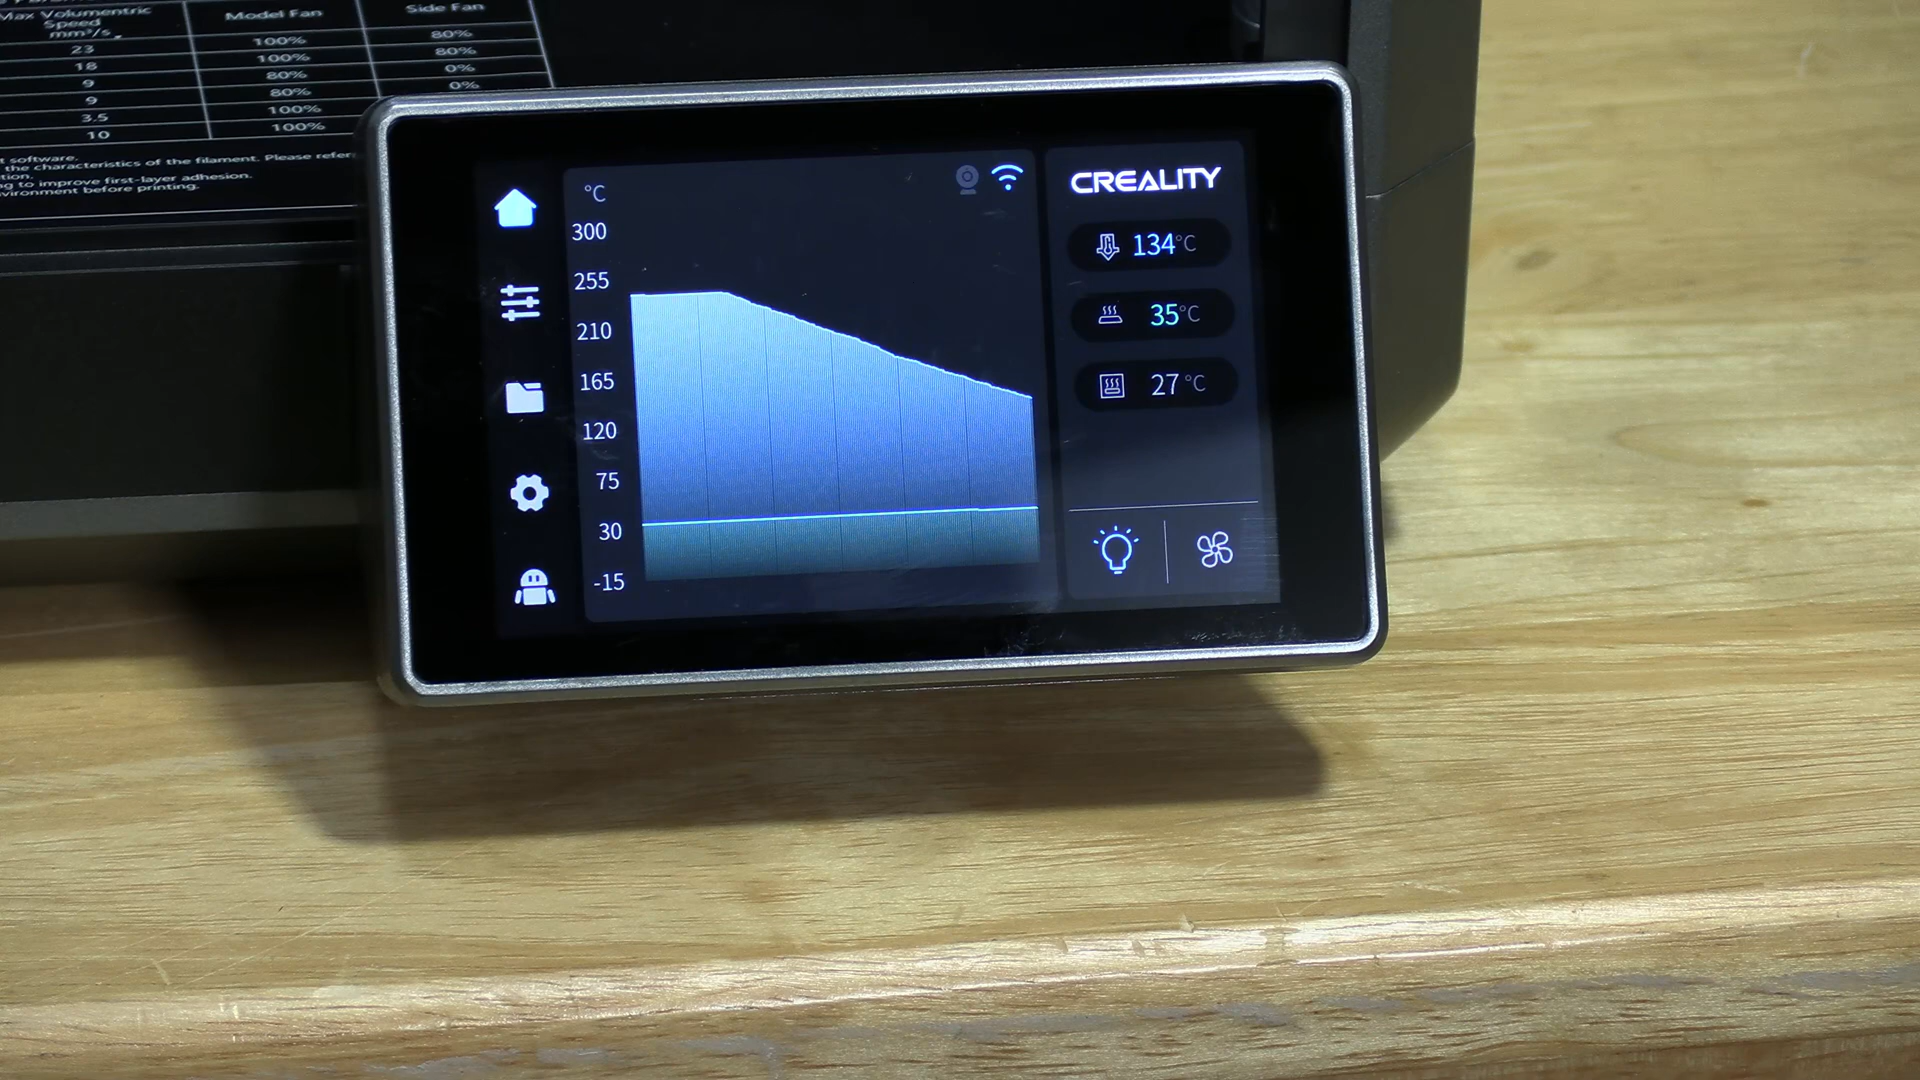 Max Volumentric Speed mm³/s
Model Fan
Side Fan
23 100% 80%
18 100% 80%
9 80% 0%
9 80% 0%
3.5 100%
10 100%
software.
the characteristics of the filament. Please refer
to improve first-layer adhesion.
before printing.
°C
300
255
210
165
120
75
30
-15
CREALITY
134°C
35°C
27°C